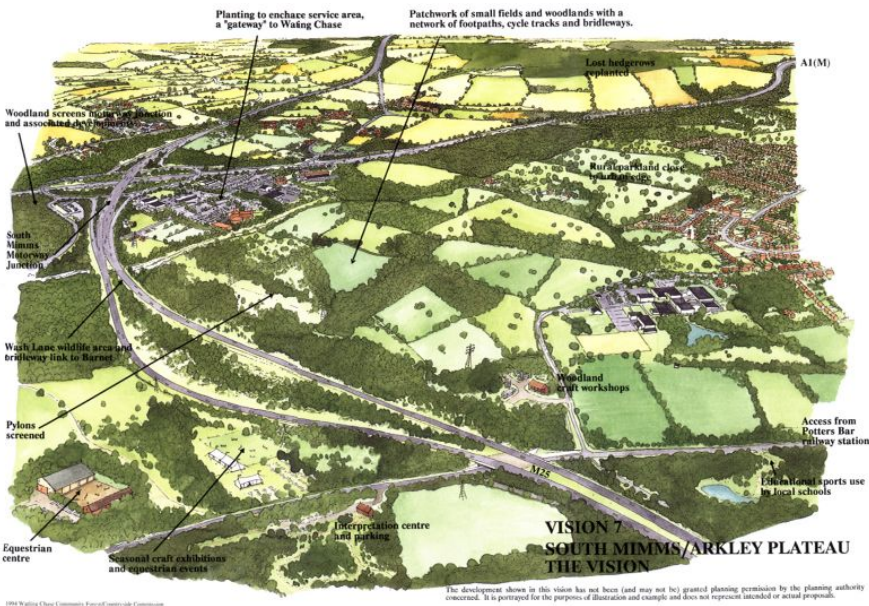 Planting to enchace service area,
a "gateway" to Watling Chase
Patchwork of small fields and woodlands with a
network of footpaths, cycle tracks and bridleways.
Lost hedgerows
replanted
A1(M)
Woodland screens motorway junction
and associated development
Rural parkland close
to urban edge
South
Mimms
Motorway
Junction
Wash Lane wildlife area and
bridleway link to Barnet
Woodland
craft workshops
Pylons
screened
Access from
Potters Bar
railway station
M25
Educational sports use
by local schools
Interpretation centre
and parking
Equestrian
centre
Seasonal craft exhibitions
and equestrian events
VISION 7
SOUTH MIMMS/ARKLEY PLATEAU
THE VISION
The development shown in this vision has not been (and may not be) granted planning permission by the planning authority
concerned. It is portrayed for the purposes of illustration and example and does not represent intended or actual proposals.
1994 Watling Chase Community Forest/Countryside Commission